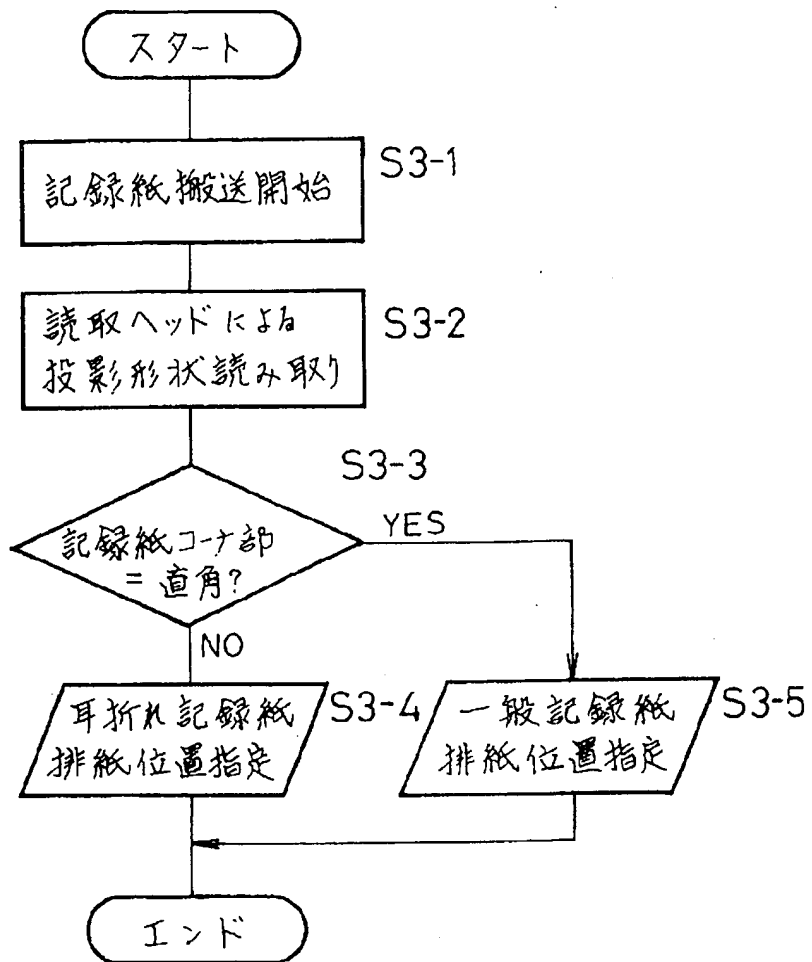 スタート
記録紙搬送開始
S3-1
読取ヘッドによる
投影形状読み取り
S3-2
S3-3
記録紙コーナ部
= 直角?
YES
NO
耳折れ記録紙
排紙位置指定
S3-4
一般記録紙
排紙位置指定
S3-5
エンド